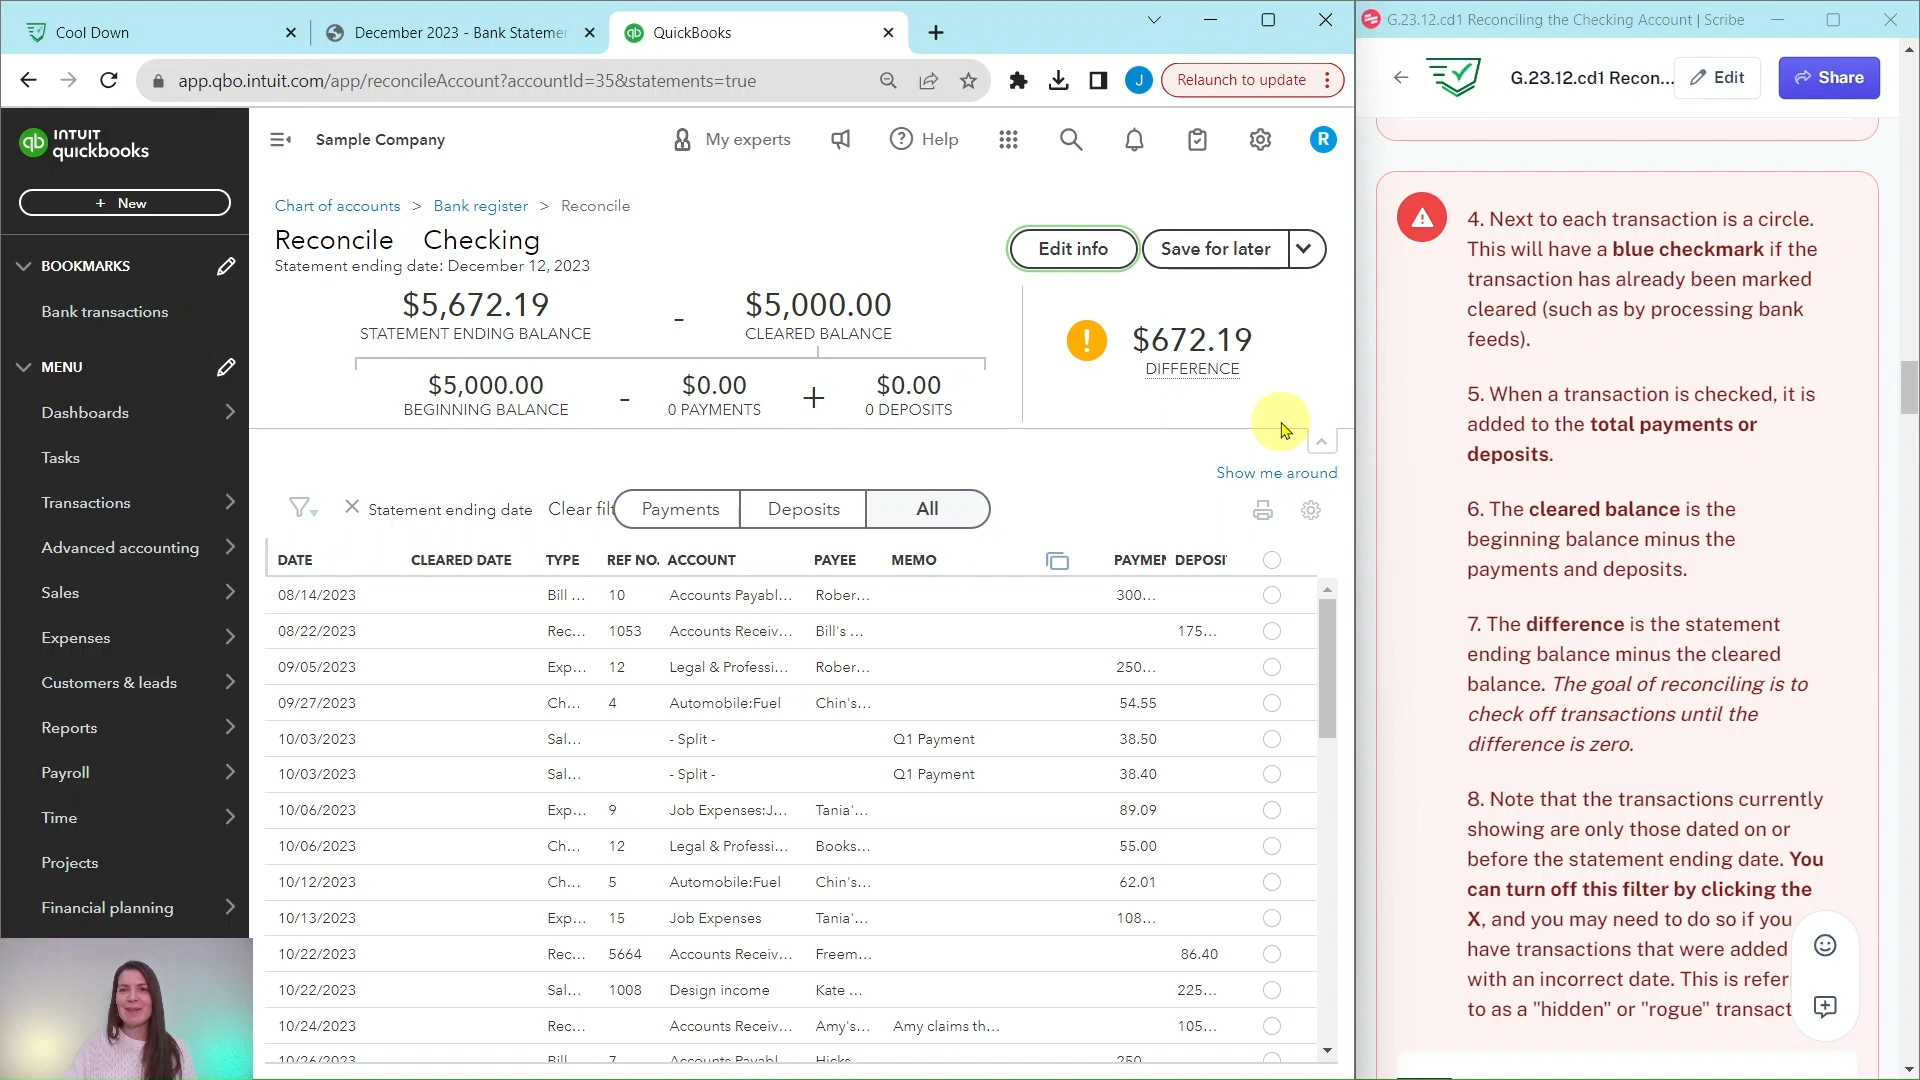 Cool Down
December 2023 - Bank Stateme
QuickBooks
G.23.12.cd1 Reconciling the Checking Account | Scribe
app.qbo.intuit.com/app/reconcileAccount?accountId=35&statements=true
J
Relaunch to update
G.23.12.cd1 Recon...
Edit
Share
qb
INTUIT
quickbooks
+ New
BOOKMARKS
Bank transactions
MENU
Dashboards
Tasks
Transactions
Advanced accounting
Sales
Expenses
Customers & leads
Reports
Payroll
Time
Projects
Financial planning
Sample Company
My experts
Help
R
Chart of accounts > Bank register > Reconcile
Reconcile Checking
Statement ending date: December 12, 2023
Edit info
Save for later
$5,672.19
STATEMENT ENDING BALANCE
-
$5,000.00
CLEARED BALANCE
$5,000.00
BEGINNING BALANCE
-
$0.00
0 PAYMENTS
+
$0.00
0 DEPOSITS
!
$672.19
DIFFERENCE
Show me around
Statement ending date
Clear filt
Payments
Deposits
All
DATE CLEARED DATE TYPE REF NO. ACCOUNT PAYEE MEMO PAYMEN DEPOSI
08/14/2023 Bill ... 10 Accounts Payabl... Rober... 300...
08/22/2023 Rec... 1053 Accounts Receiv... Bill's ... 175...
09/05/2023 Exp... 12 Legal & Professi... Rober... 250...
09/27/2023 Ch... 4 Automobile:Fuel Chin's... 54.55
10/03/2023 Sal... - Split - Q1 Payment 38.50
10/03/2023 Sal... - Split - Q1 Payment 38.40
10/06/2023 Exp... 9 Job Expenses:J... Tania'... 89.09
10/06/2023 Ch... 12 Legal & Professi... Books... 55.00
10/12/2023 Ch... 5 Automobile:Fuel Chin's... 62.01
10/13/2023 Exp... 15 Job Expenses Tania'... 108...
10/22/2023 Rec... 5664 Accounts Receiv... Freem... 86.40
10/22/2023 Sal... 1008 Design income Kate ... 225...
10/24/2023 Rec... Accounts Receiv... Amy's... Amy claims th... 105...
10/26/2023 Bill 7 Accounts Payabl Hicks 250
4. Next to each transaction is a circle.
This will have a blue checkmark if the
transaction has already been marked
cleared (such as by processing bank
feeds).
5. When a transaction is checked, it is
added to the total payments or
deposits.
6. The cleared balance is the
beginning balance minus the
payments and deposits.
7. The difference is the statement
ending balance minus the cleared
balance. The goal of reconciling is to
check off transactions until the
difference is zero.
8. Note that the transactions currently
showing are only those dated on or
before the statement ending date. You
can turn off this filter by clicking the
X, and you may need to do so if you
have transactions that were added
with an incorrect date. This is refer
to as a "hidden" or "rogue" transact